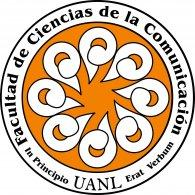 Facultad de Ciencias de la Comunicación
In Principio UANL Erat Verbum